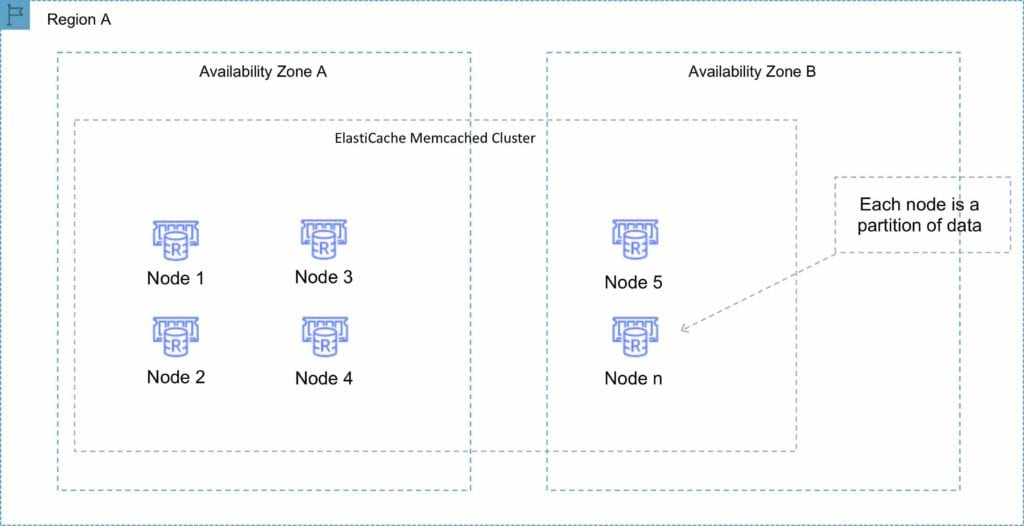 Region A
Availability Zone A
Availability Zone B
ElastiCache Memcached Cluster
Each node is a
partition of data
R
R
R
Node 1
Node 3
Node 5
R
R
R
Node 2
Node 4
Node n